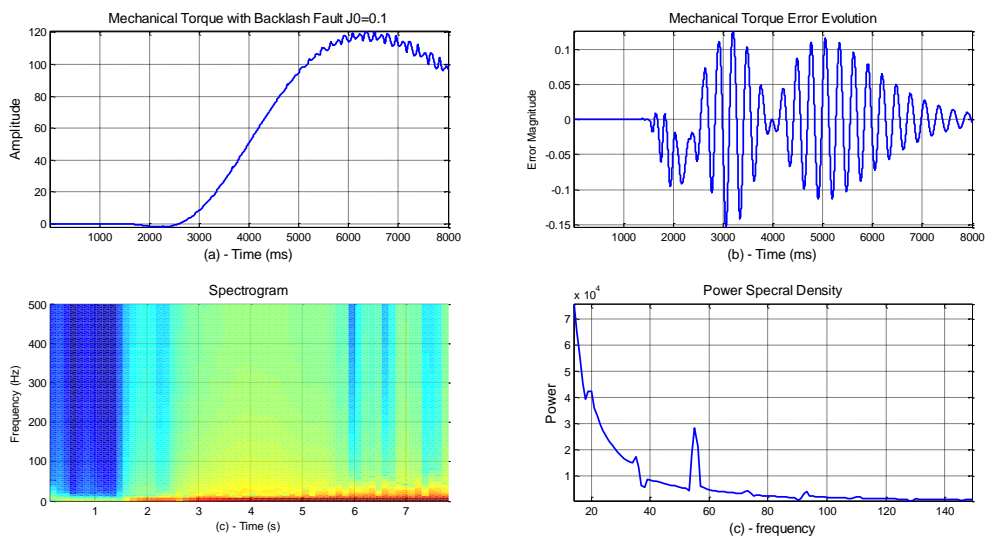 Mechanical Torque with Backlash Fault J0=0.1
120
100
80
60
40
20
0
Amplitude
1000 2000 3000 4000 5000 6000 7000 8000
(a) - Time (ms)
Mechanical Torque Error Evolution
0.1
0.05
0
-0.05
-0.1
-0.15
Error Magnitude
1000 2000 3000 4000 5000 6000 7000 8000
(b) - Time (ms)
Spectrogram
500
400
300
200
100
0
Frequency (Hz)
1 2 3 4 5 6 7
(c) - Time (s)
Power Specral Density
x 10^4
7
6
5
4
3
2
1
Power
20 40 60 80 100 120 140
(c) - frequency